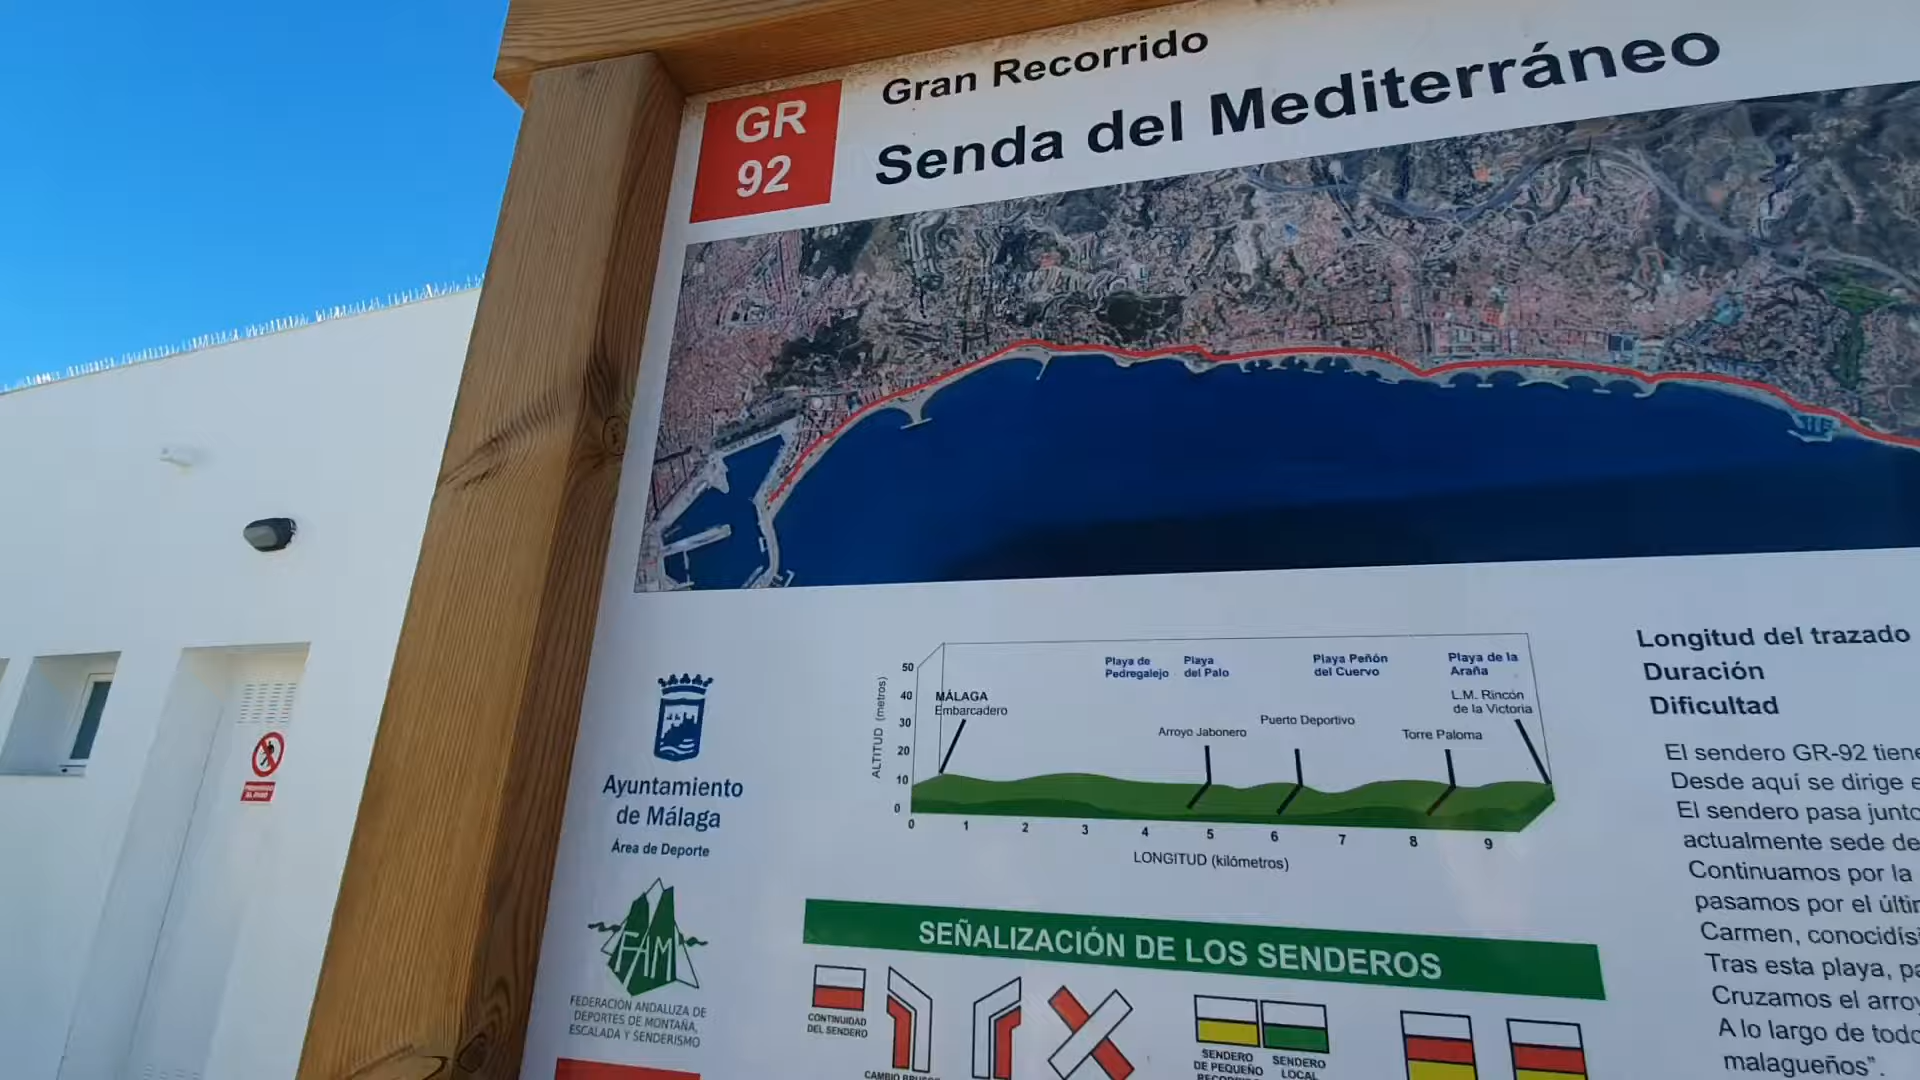 GR
92
Gran Recorrido
Senda del Mediterráneo
Ayuntamiento
de Málaga
Área de Deporte
FAM
FEDERACIÓN ANDALUZA DE
DEPORTES DE MONTAÑA,
ESCALADA Y SENDERISMO
ALTITUD (metros)
50
40
30
20
10
0
MÁLAGA
Embarcadero
Playa de
Pedregalejo
Playa
del Palo
Playa Peñón
del Cuervo
Playa de la
Araña
L.M. Rincón
de la Victoria
Arroyo Jabonero
Puerto Deportivo
Torre Paloma
0 1 2 3 4 5 6 7 8 9
LONGITUD (kilómetros)
SEÑALIZACIÓN DE LOS SENDEROS
CONTINUIDAD
DEL SENDERO
CAMBIO
SENDERO
DE PEQUEÑO
SENDERO
LOCAL
Longitud del trazado
Duración
Dificultad
El sendero GR-92 tiene
Desde aquí se dirige
El sendero pasa junto
actualmente sede de
Continuamos por la
pasamos por el
Carmen,
Tras esta playa,
Cruzamos el
A lo largo de
malagueños".